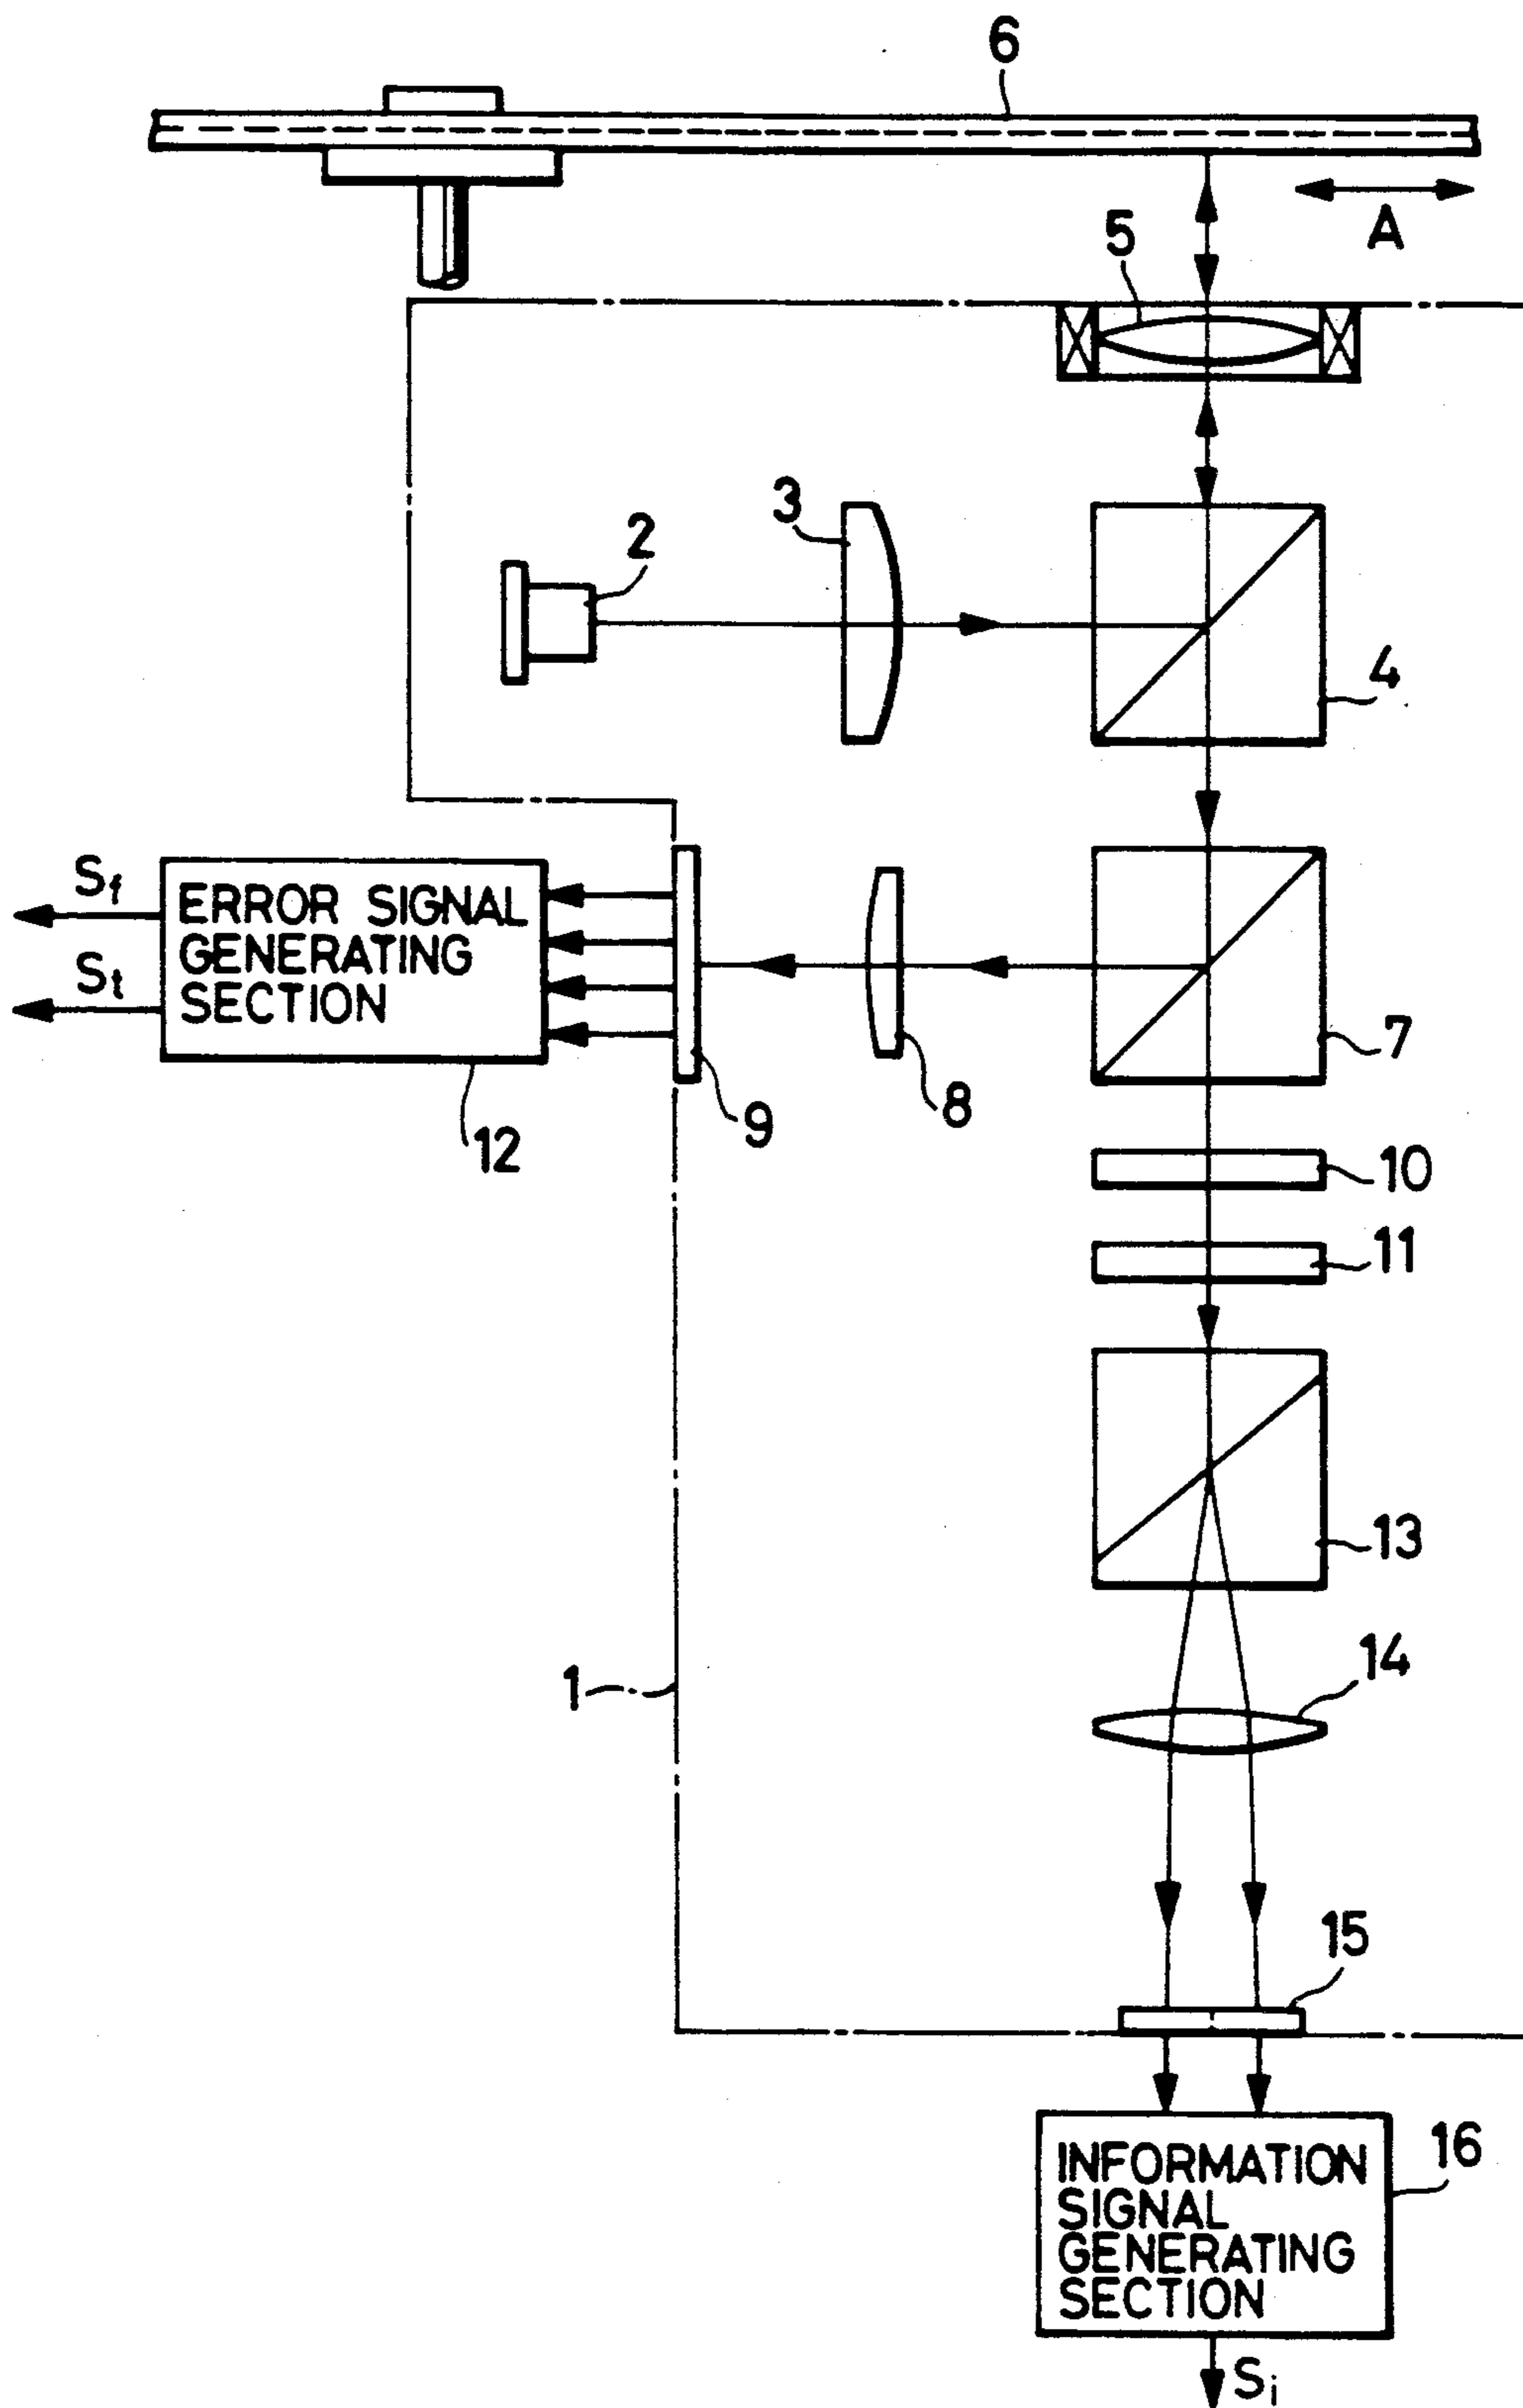 6
A
5
3
2
4
Sf
ERROR SIGNAL
GENERATING
SECTION
St
7
8
9
12
10
11
13
14
1
15
16
INFORMATION
SIGNAL
GENERATING
SECTION
Si